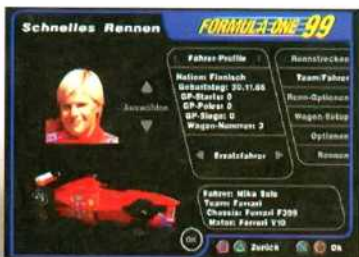 Schnelles Rennen
FORMULA ONE 99
Fahrer-Profile
Nation: Finnisch
Geburtstag: 30.11.66
GP-Starts: 0
GP-Poles: 0
GP-Siege: 0
Wagen-Nummer: 3
Auswählen
Ersatzfahrer
Rennstrecken
Team/Fahrer
Renn-Optionen
Wagen-Setup
Optionen
Rennen
Fahrer: Mika Salo
Team: Ferrari
Chassis: Ferrari F399
Motor: Ferrari V10
OK
Zurück
Ok